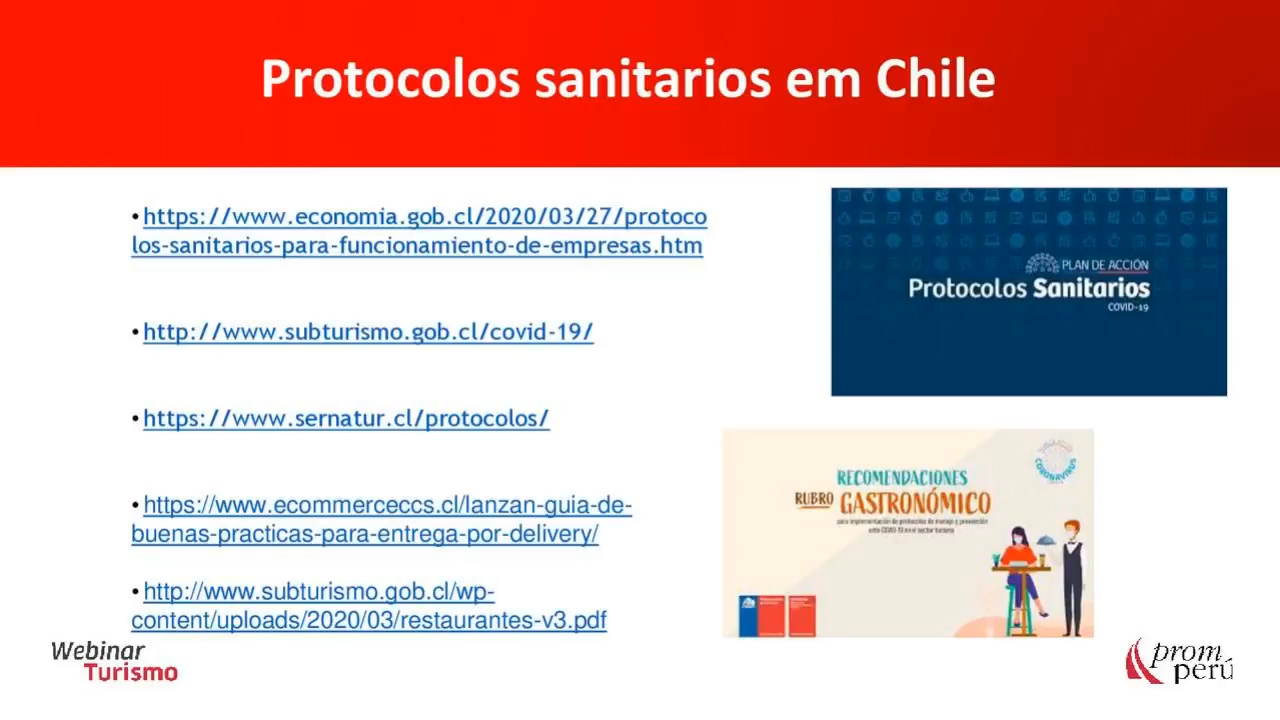 Protocolos sanitarios em Chile
•https://www.economia.gob.cl/2020/03/27/protoco
los-sanitarios-para-funcionamiento-de-empresas.htm
•http://www.subturismo.gob.cl/covid-19/
•https://www.sernatur.cl/protocolos/
•https://www.ecommerceccs.cl/lanzan-guia-de-
buenas-practicas-para-entrega-por-delivery/
•http://www.subturismo.gob.cl/wp-
content/uploads/2020/03/restaurantes-v3.pdf
PLAN DE ACCIÓN
Protocolos Sanitarios
COVID-19
RECOMENDACIONES
RUBRO GASTRONÓMICO
para implementación de protocolos de manejo y prevención
ante COVID-19 en el sector turismo
CORONAVIRUS
Webinar
Turismo
prom
perú